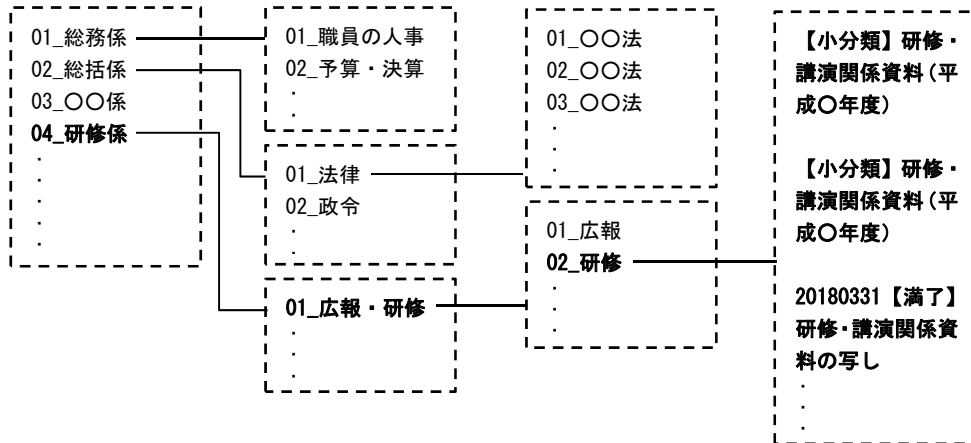 01_総務係
02_総括係
03_〇〇係
04_研修係
.
.
.
.
01_職員の人事
02_予算・決算
.
.
01_法律
02_政令
.
.
01_広報・研修
.
.
.
01_〇〇法
02_〇〇法
03_〇〇法
.
.
01_広報
02_研修
.
.
.
【小分類】研修・
講演関係資料(平
成〇年度)
【小分類】研修・
講演関係資料(平
成〇年度)
20180331【満了】
研修・講演関係資
料の写し
.
.
.